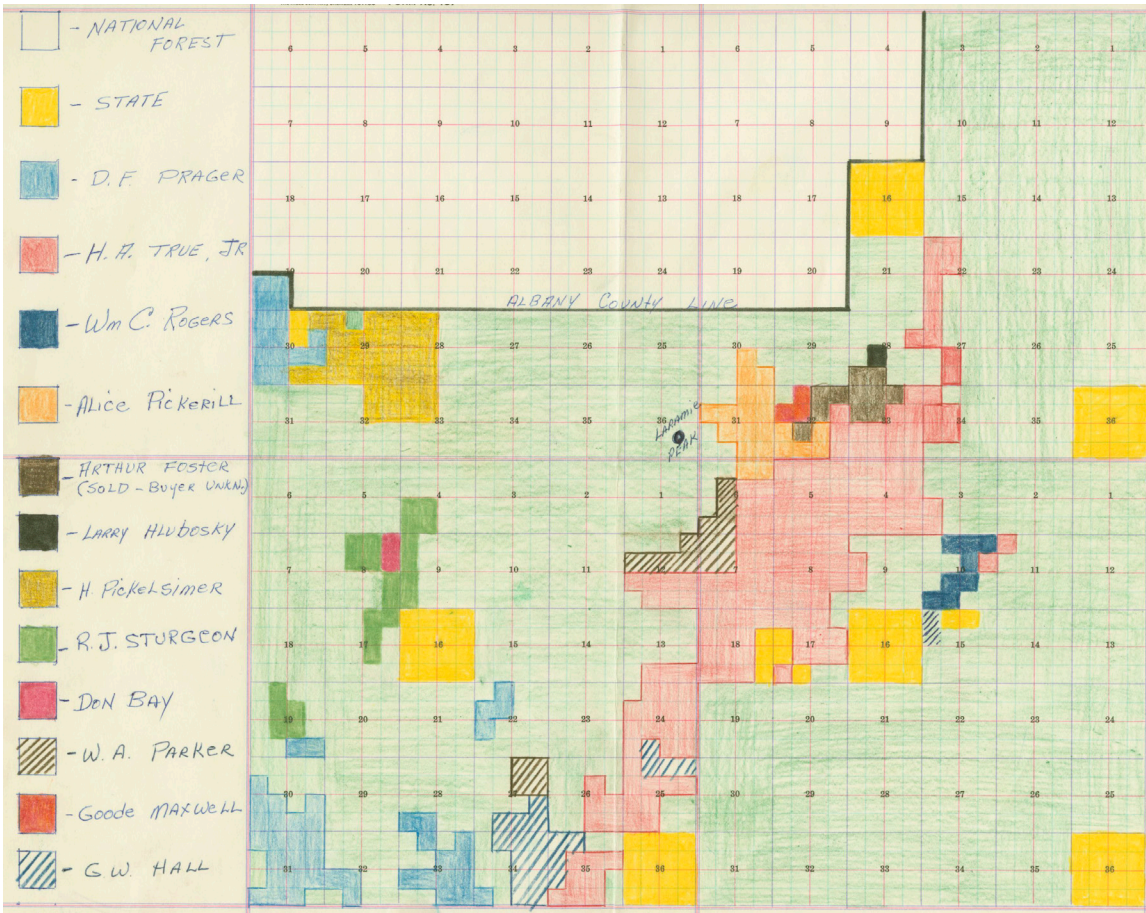 - NATIONAL
FOREST
- STATE
- D.F. PRAGER
- H.A. TRUE, JR
- Wm C. ROGERS
- ALICE PICKERILL
- ARTHUR FOSTER
(SOLD - BUYER UNKN.)
- LARRY HLUBOSKY
- H. PICKELSIMER
- R.J. STURGEON
- DON BAY
- W.A. PARKER
- GOODE MAXWELL
- G.W. HALL
6 5 4 3 2 1 6 5 4 3 2 1
7 8 9 10 11 12 7 8 9 10 11 12
18 17 16 15 14 13 18 17 16 15 14 13
19 20 21 22 23 24 19 20 21 22 23 24
ALBANY COUNTY LINE
30 29 28 27 26 25 30 29 28 27 26 25
31 32 33 34 35 36 31 32 33 34 35 36
LARAMIE
PEAK
6 5 4 3 2 1 6 5 4 3 2 1
7 8 9 10 11 12 7 8 9 10 11 12
18 17 16 15 14 13 18 17 16 15 14 13
19 20 21 22 23 24 19 20 21 22 23 24
30 29 28 27 26 25 30 29 28 27 26 25
31 32 33 34 35 36 31 32 33 34 35 36